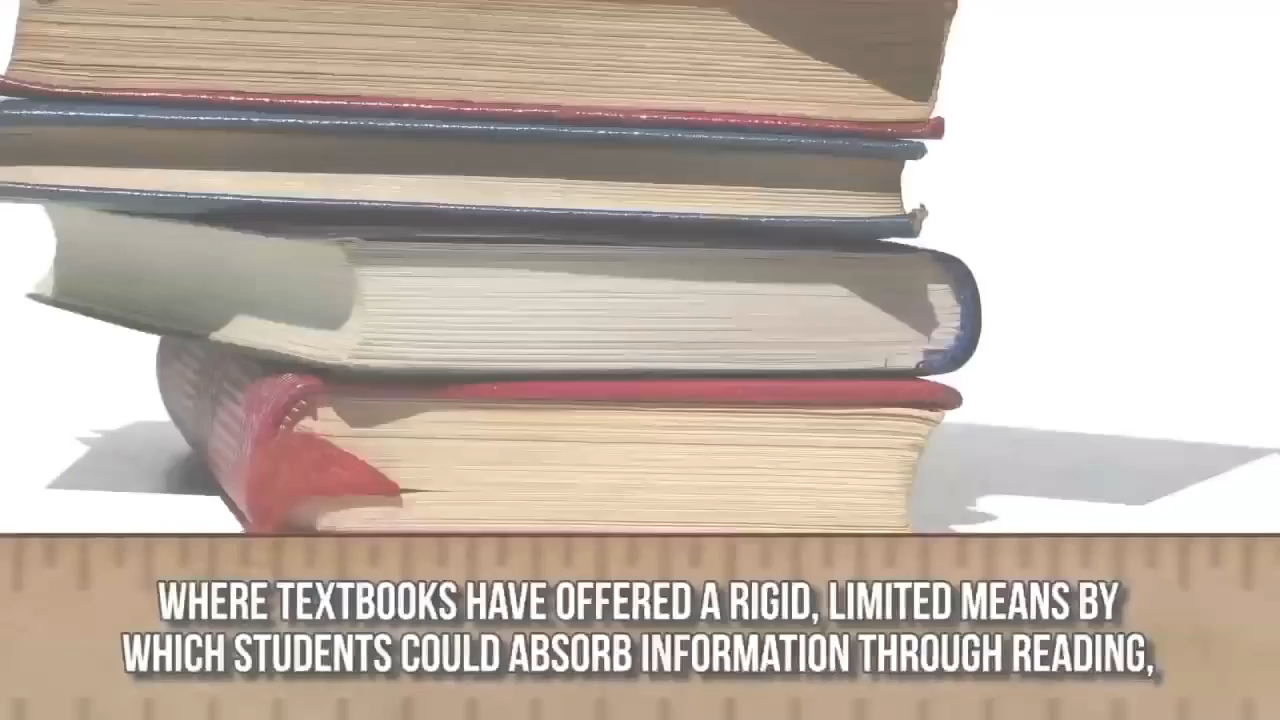 WHERE TEXTBOOKS HAVE OFFERED A RIGID, LIMITED MEANS BY
WHICH STUDENTS COULD ABSORB INFORMATION THROUGH READING,